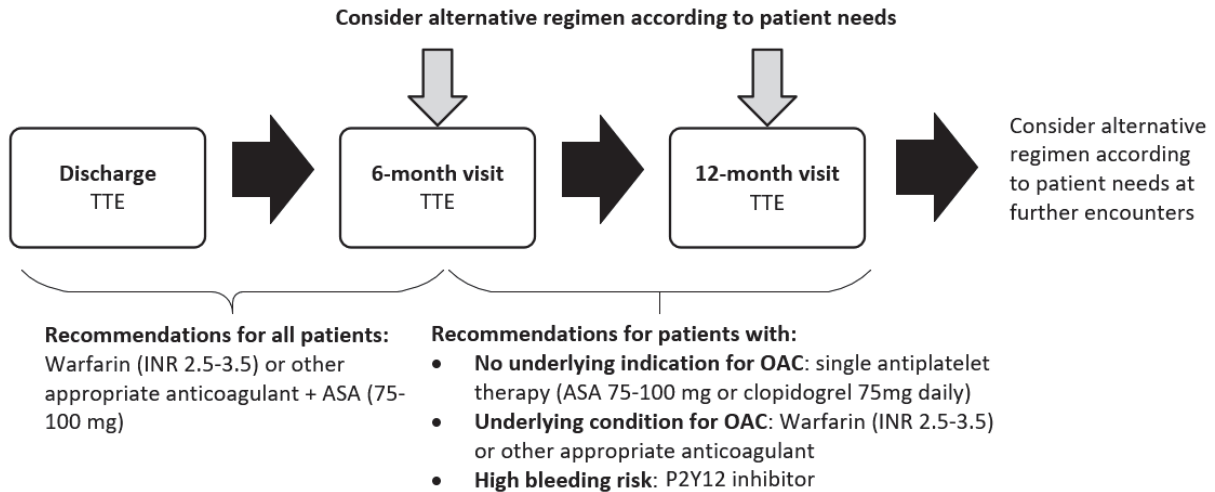 Consider alternative regimen according to patient needs
Discharge
TTE
6-month visit
TTE
12-month visit
TTE
Consider alternative
regimen according
to patient needs at
further encounters
Recommendations for all patients:
Warfarin (INR 2.5-3.5) or other
appropriate anticoagulant + ASA (75-
100 mg)
Recommendations for patients with:
• No underlying indication for OAC: single antiplatelet
therapy (ASA 75-100 mg or clopidogrel 75mg daily)
• Underlying condition for OAC: Warfarin (INR 2.5-3.5)
or other appropriate anticoagulant
• High bleeding risk: P2Y12 inhibitor